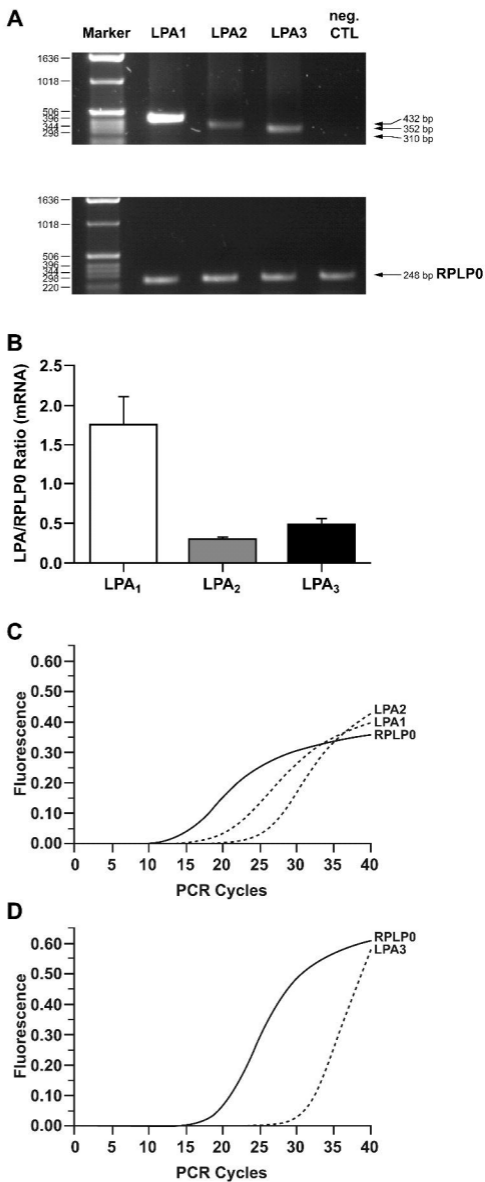 A
Marker LPA1 LPA2 LPA3 neg. CTL
1636
1018
506
396
344
298
432 bp
352 bp
310 bp
1636
1018
506
396
344
298
220
248 bp RPLP0
B
LPA/RPLP0 Ratio (mRNA)
2.5
2.0
1.5
1.0
0.5
0.0
LPA1 LPA2 LPA3
C
Fluorescence
0.60
0.50
0.40
0.30
0.20
0.10
0.00
LPA2
LPA1
RPLP0
0 5 10 15 20 25 30 35 40
PCR Cycles
D
Fluorescence
0.60
0.50
0.40
0.30
0.20
0.10
0.00
RPLP0
LPA3
0 5 10 15 20 25 30 35 40
PCR Cycles